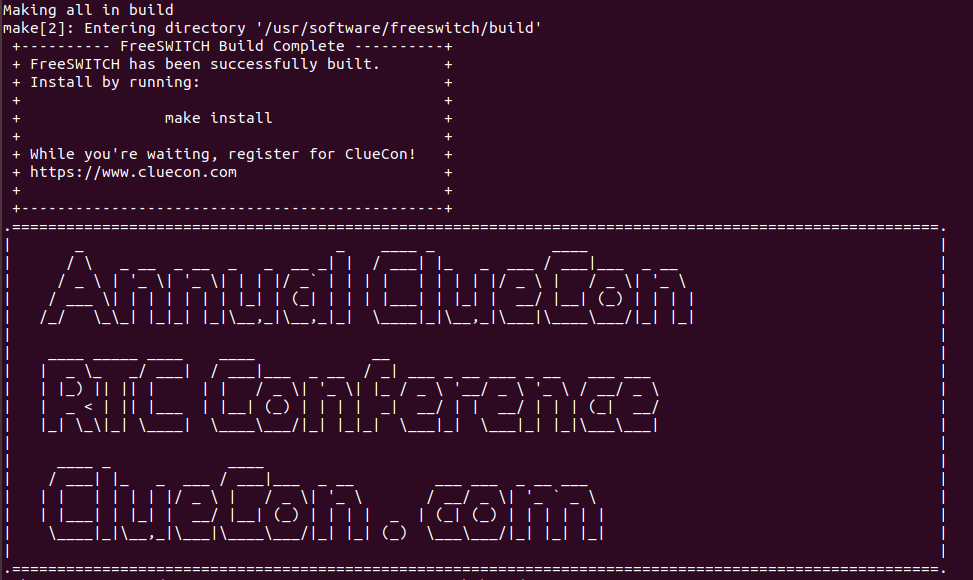 Making all in build
make[2]: Entering directory '/usr/software/freeswitch/build'
+---------- FreeSWITCH Build Complete ----------+
+ FreeSWITCH has been successfully built. +
+ Install by running: +
+ +
+ make install +
+ +
+ While you're waiting, register for ClueCon! +
+ https://www.cluecon.com +
+ +
+-----------------------------------------------+
Annual ClueCon
RTC Conference
ClueCon.com